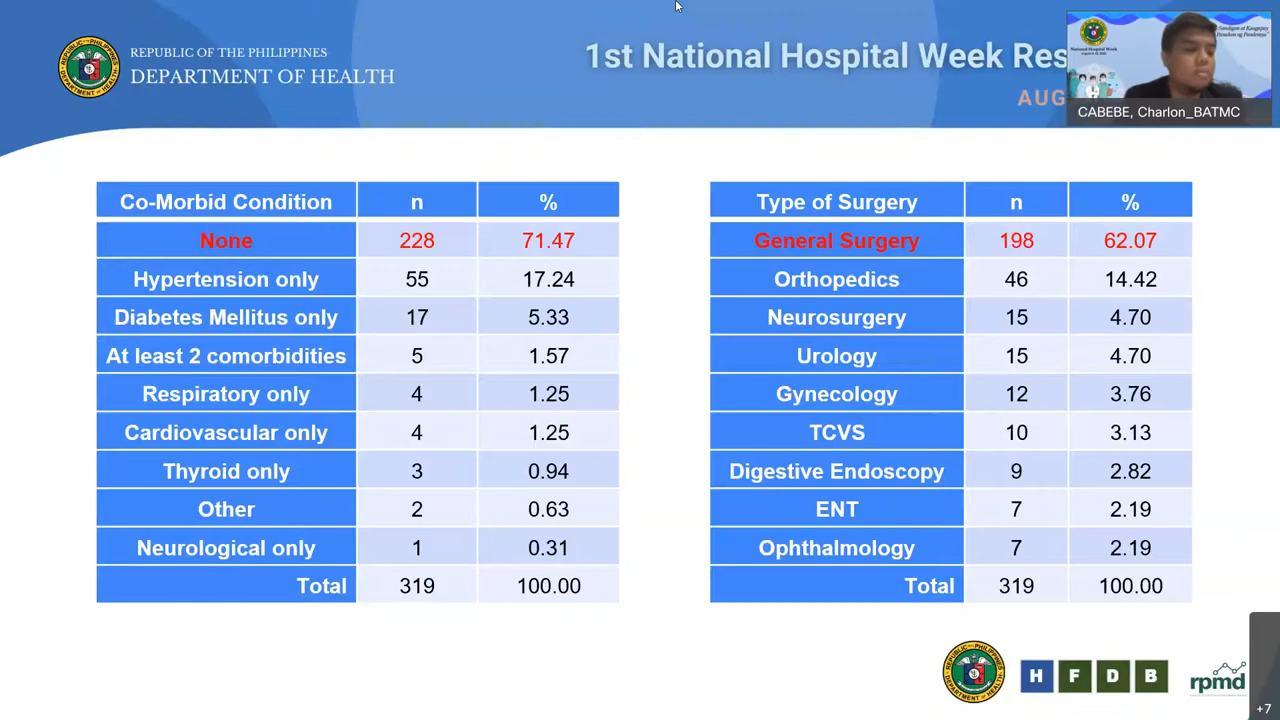 REPUBLIC OF THE PHILIPPINES
DEPARTMENT OF HEALTH
1st National Hospital Week Res
AUG
National Hospital Week
CABEBE, Charlon_BATMC
Co-Morbid Condition n %
None 228 71.47
Hypertension only 55 17.24
Diabetes Mellitus only 17 5.33
At least 2 comorbidities 5 1.57
Respiratory only 4 1.25
Cardiovascular only 4 1.25
Thyroid only 3 0.94
Other 2 0.63
Neurological only 1 0.31
Total 319 100.00
Type of Surgery n %
General Surgery 198 62.07
Orthopedics 46 14.42
Neurosurgery 15 4.70
Urology 15 4.70
Gynecology 12 3.76
TCVS 10 3.13
Digestive Endoscopy 9 2.82
ENT 7 2.19
Ophthalmology 7 2.19
Total 319 100.00
H F D B
rpmd
+7